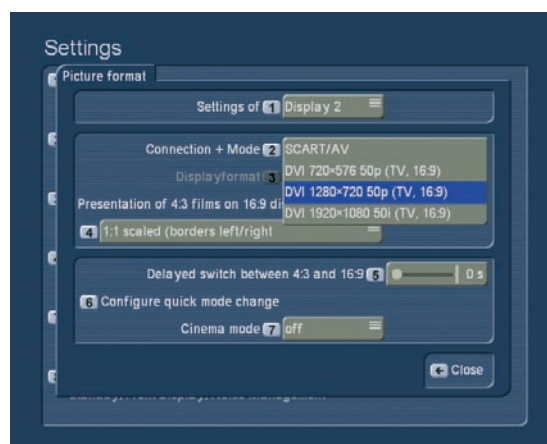 Settings
Picture format
Settings of 1 Display 2
Connection + Mode 2 SCART/AV
DVI 720×576 50p (TV, 16:9)
Displayformat 3
DVI 1280×720 50p (TV, 16:9)
DVI 1920×1080 50i (TV, 16:9)
Presentation of 4:3 films on 16:9
4 1:1 scaled (borders left/right
Delayed switch between 4:3 and 16:9 5 0 s
6 Configure quick mode change
Cinema mode 7 off
Close